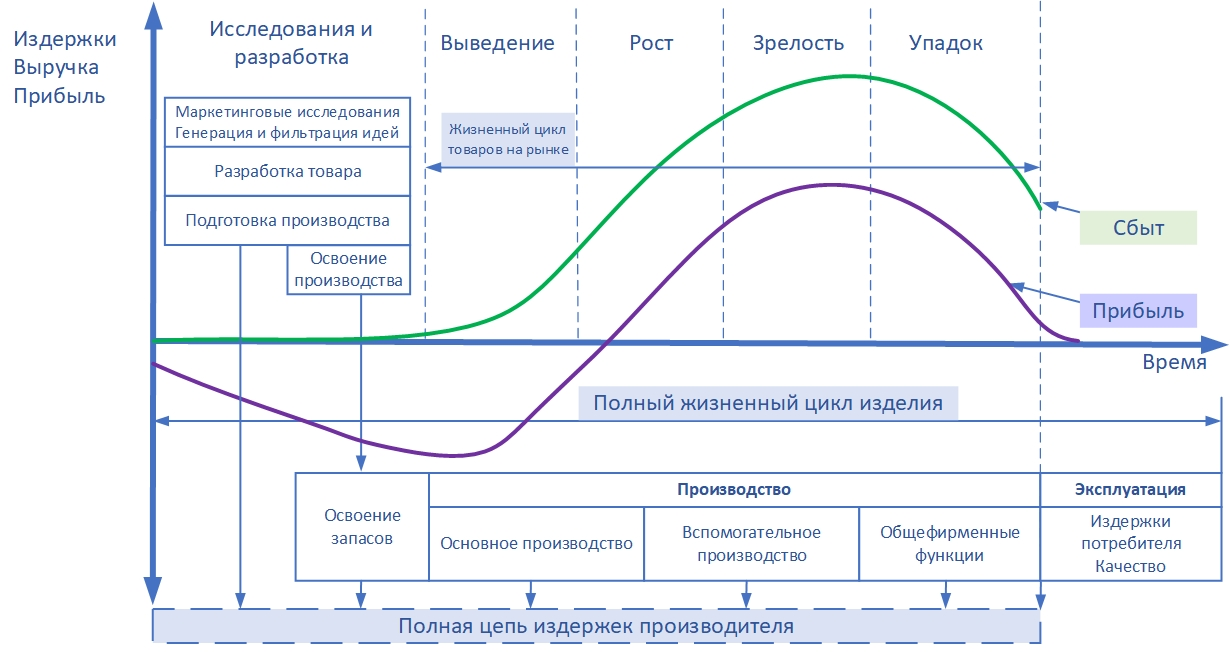 Издержки
Выручка
Прибыль
Исследования и
разработка
Выведение
Рост
Зрелость
Упадок
Маркетинговые исследования
Генерация и фильтрация идей
Разработка товара
Подготовка производства
Освоение
производства
Жизненный цикл
товаров на рынке
Сбыт
Прибыль
Время
Полный жизненный цикл изделия
Освоение
запасов
Производство
Основное производство
Вспомогательное
производство
Общефирменные
функции
Эксплуатация
Издержки
потребителя
Качество
Полная цепь издержек производителя